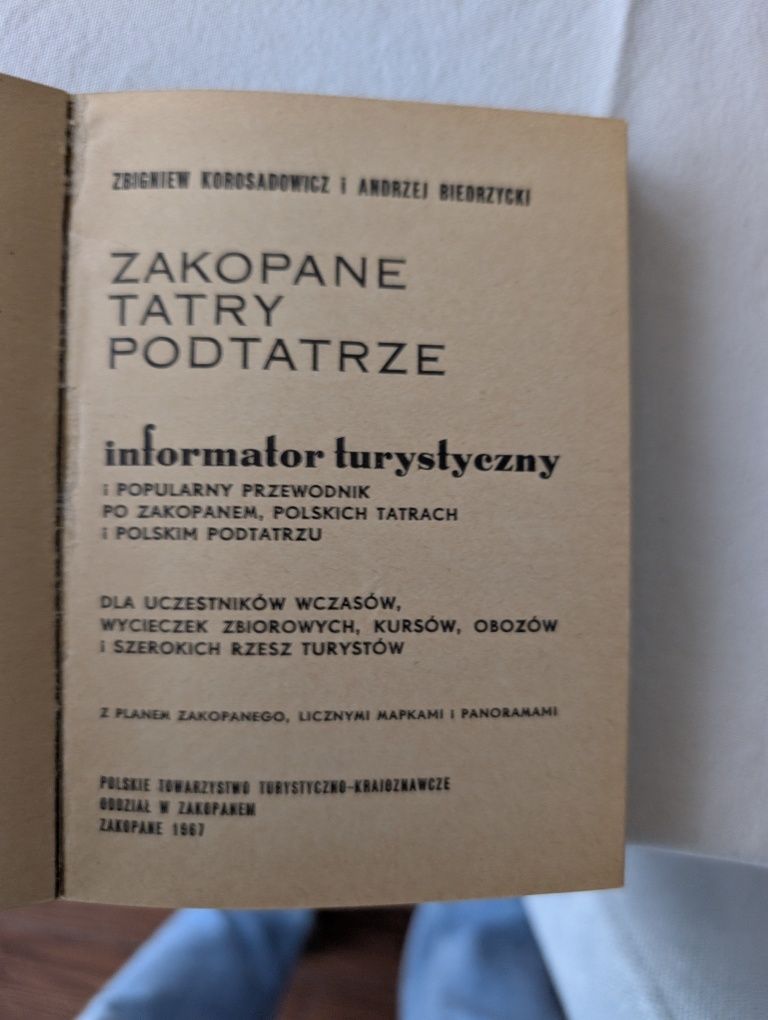 ZBIGNIEW KOROSADOWICZ i ANDRZEJ BIEDRZYCKI
ZAKOPANE
TATRY
PODTATRZE
informator turystyczny
i POPULARNY PRZEWODNIK
PO ZAKOPANEM, POLSKICH TATRACH
i POLSKIM PODTATRZU
DLA UCZESTNIKÓW WCZASÓW,
WYCIECZEK ZBIOROWYCH, KURSÓW, OBOZÓW
i SZEROKICH RZESZ TURYSTÓW
Z PLANEM ZAKOPANEGO, LICZNYMI MAPKAMI i PANORAMAMI
POLSKIE TOWARZYSTWO TURYSTYCZNO-KRAJOZNAWCZE
ODDZIAŁ W ZAKOPANEM
ZAKOPANE 1967